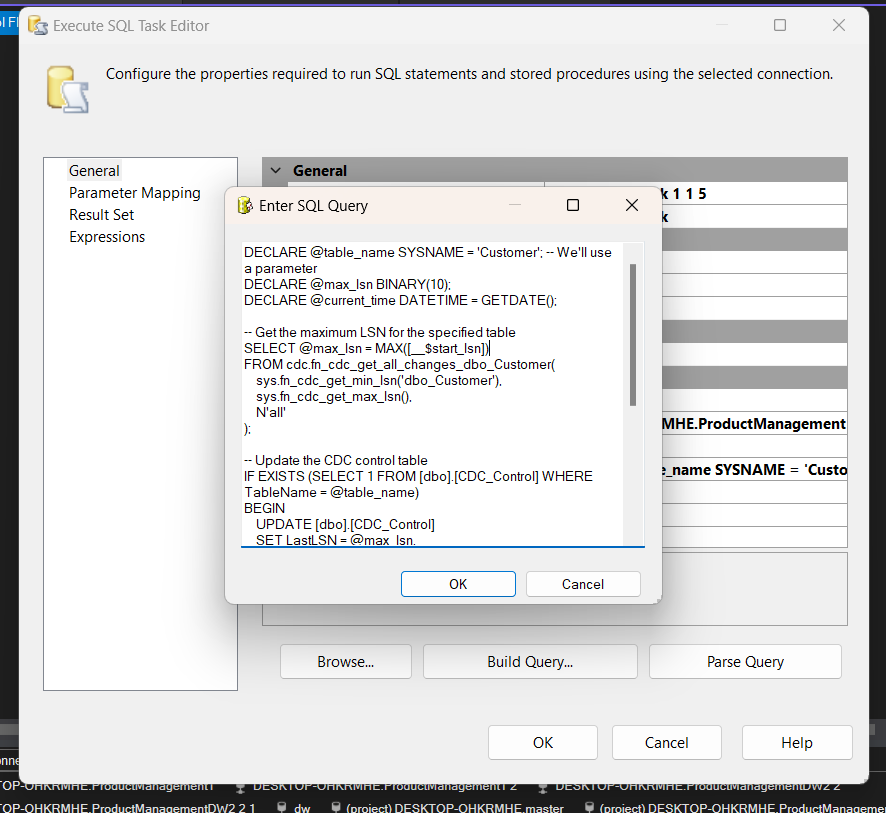 Execute SQL Task Editor
Configure the properties required to run SQL statements and stored procedures using the selected connection.
General
Parameter Mapping
Result Set
Expressions
General
k 1 1 5
k
MHE.ProductManagement
e_name SYSNAME = 'Custo
Enter SQL Query
DECLARE @table_name SYSNAME = 'Customer'; -- We'll use
a parameter
DECLARE @max_lsn BINARY(10);
DECLARE @current_time DATETIME = GETDATE();
-- Get the maximum LSN for the specified table
SELECT @max_lsn = MAX([__$start_lsn])
FROM cdc.fn_cdc_get_all_changes_dbo_Customer(
sys.fn_cdc_get_min_lsn('dbo_Customer'),
sys.fn_cdc_get_max_lsn(),
N'all'
);
-- Update the CDC control table
IF EXISTS (SELECT 1 FROM [dbo].[CDC_Control] WHERE
TableName = @table_name)
BEGIN
UPDATE [dbo].[CDC_Control]
SET LastLSN = @max_lsn,
OK
Cancel
Browse...
Build Query...
Parse Query
OK
Cancel
Help
TOP-OHKRMHE.ProductManagement1
DESKTOP-OHKRMHE.ProductManagement1 2
DESKTOP-OHKRMHE.ProductManagementDW2 2
TOP-OHKRMHE.ProductManagementDW2 2 1
dw
(project) DESKTOP-OHKRMHE.master
(project) DESKTOP-OHKRMHE.ProductManageme